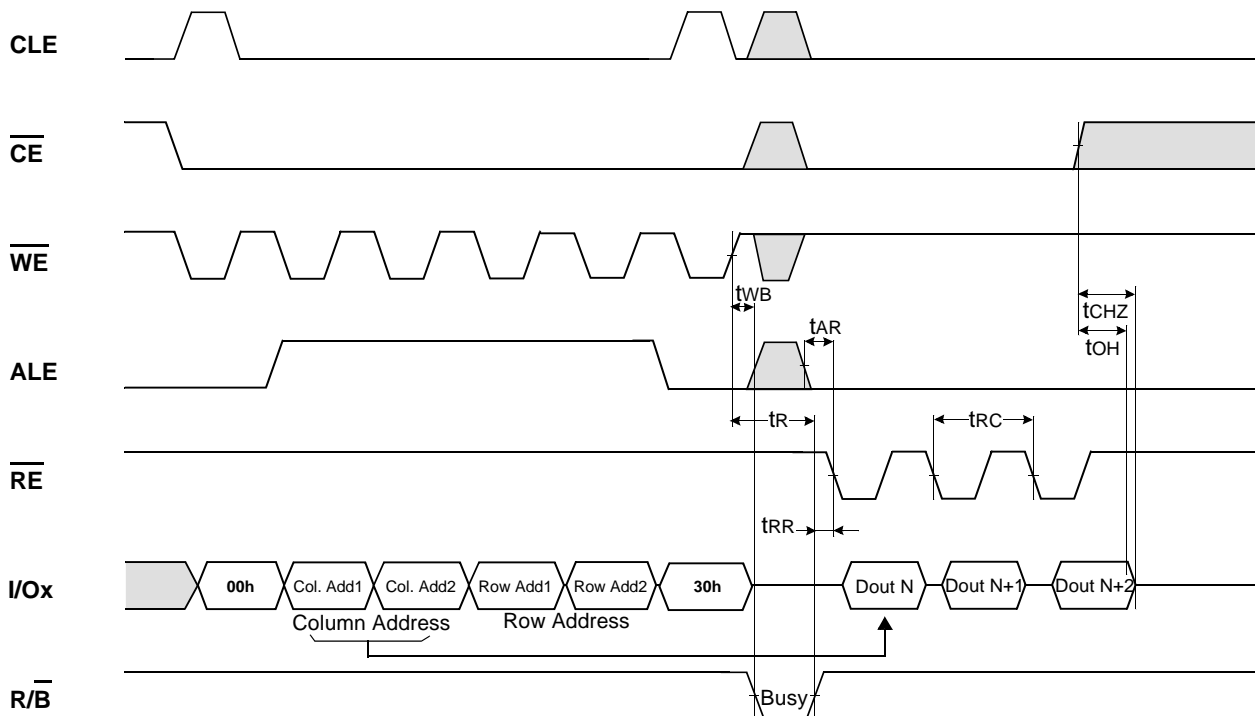 CLE
CE
WE
tWB
tCHZ
tAR
tOH
ALE
tR
tRC
RE
tRR
I/Ox
00h
Col. Add1
Col. Add2
Row Add1
Row Add2
30h
Dout N
Dout N+1
Dout N+2
Column Address
Row Address
R/B
Busy